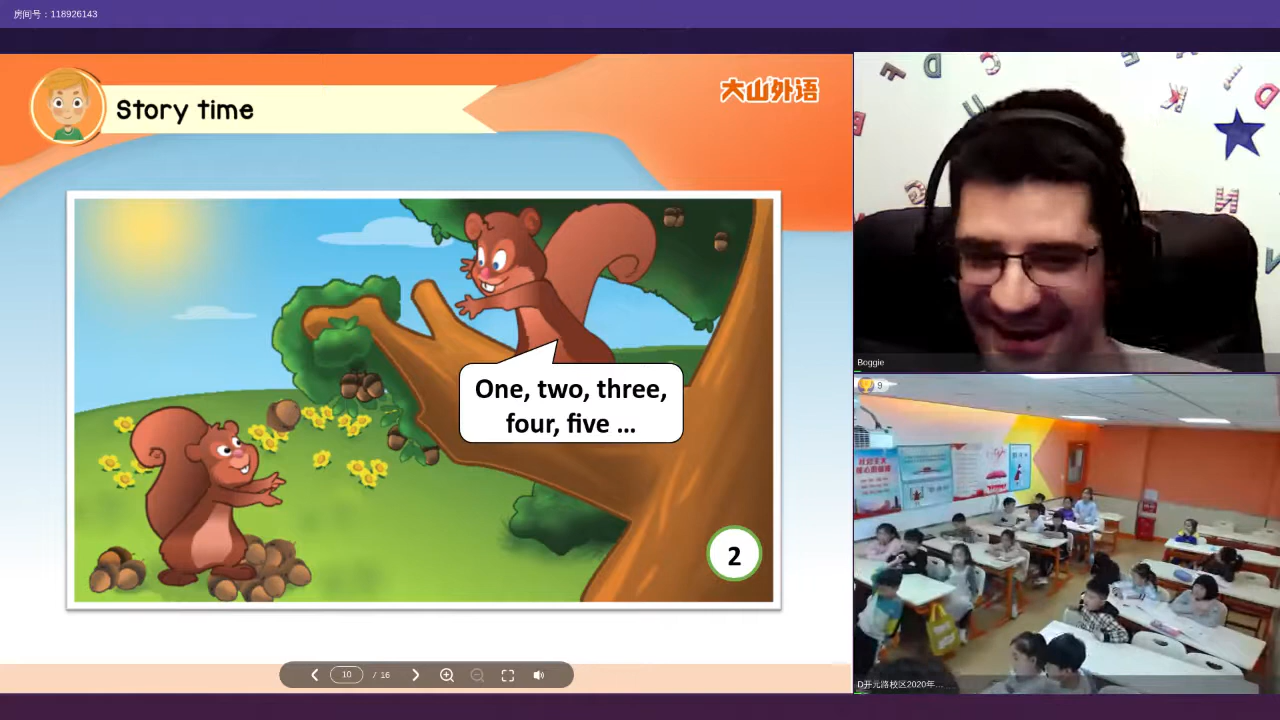 房间号：118926143
Story time
大山外语
One, two, three,
four, five ...
2
10 / 16
Boggie
9
D开元路校区2020年...